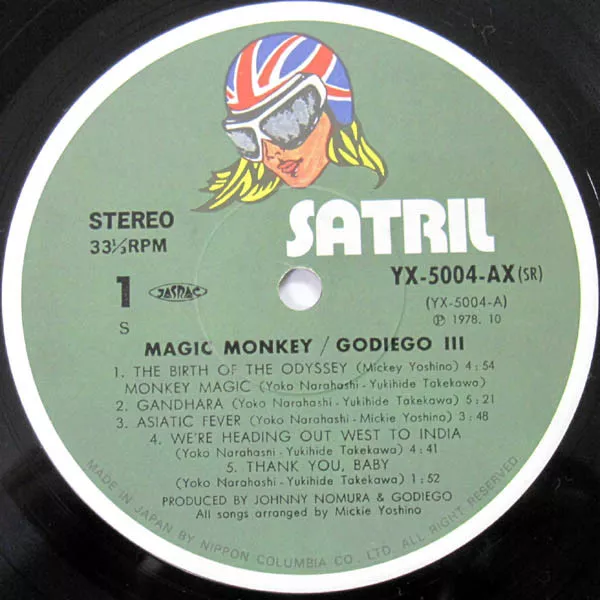 SATRIL
STEREO
33⅓RPM
1
S
JASRAC
YX-5004-AX(SR)
(YX-5004-A)
Ⓟ 1978. 10
MAGIC MONKEY / GODIEGO III
1. THE BIRTH OF THE ODYSSEY (Mickey Yoshino) 4:54
MONKEY MAGIC (Yoko Narahashi - Yukihide Takekawa)
2. GANDHARA (Yoko Narahashi - Yukihide Takekawa) 5:21
3. ASIATIC FEVER (Yoko Narahashi - Mickie Yoshino) 3:48
4. WE'RE HEADING OUT WEST TO INDIA
(Yoko Narahashi - Yukihide Takekawa) 4:41
5. THANK YOU, BABY
(Yoko Narahashi - Yukihide Takekawa) 1:52
PRODUCED BY JOHNNY NOMURA & GODIEGO
All songs arranged by Mickie Yoshino
MADE IN JAPAN BY NIPPON COLUMBIA CO., LTD. ALL RIGHT RESERVED.